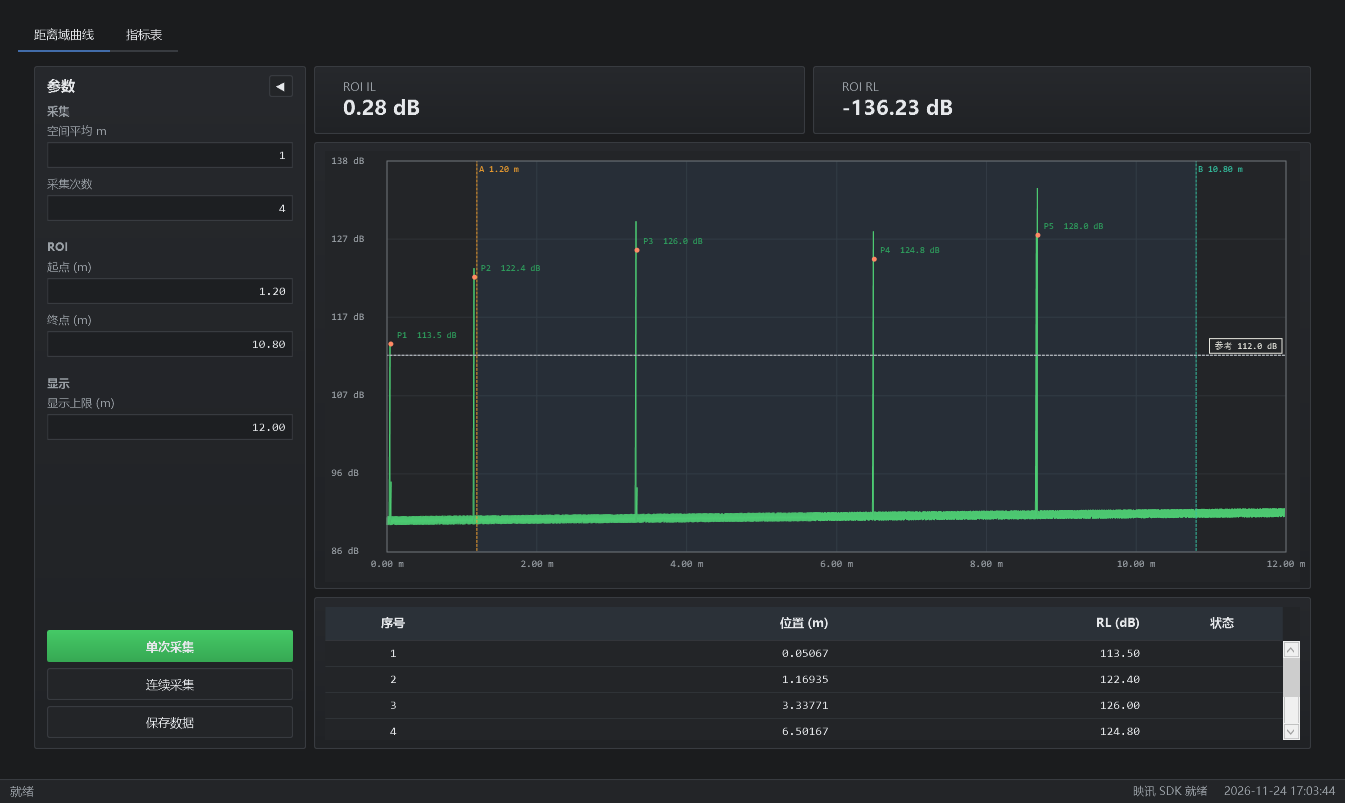 距离域曲线
指标表
参数
◀
采集
空间平均 m
1
采集次数
4
ROI
起点 (m)
1.20
终点 (m)
10.80
显示
显示上限 (m)
12.00
单次采集
连续采集
保存数据
ROI IL
0.28 dB
ROI RL
-136.23 dB
138 dB
127 dB
117 dB
107 dB
96 dB
86 dB
A 1.20 m
B 10.80 m
P1 113.5 dB
P2 122.4 dB
P3 126.0 dB
P4 124.8 dB
P5 128.0 dB
参考 112.0 dB
0.00 m 2.00 m 4.00 m 6.00 m 8.00 m 10.00 m 12.00 m
序号 位置 (m) RL (dB) 状态
1 0.05067 113.50
2 1.16935 122.40
3 3.33771 126.00
4 6.50167 124.80
就绪
映讯 SDK 就绪 2026-11-24 17:03:44